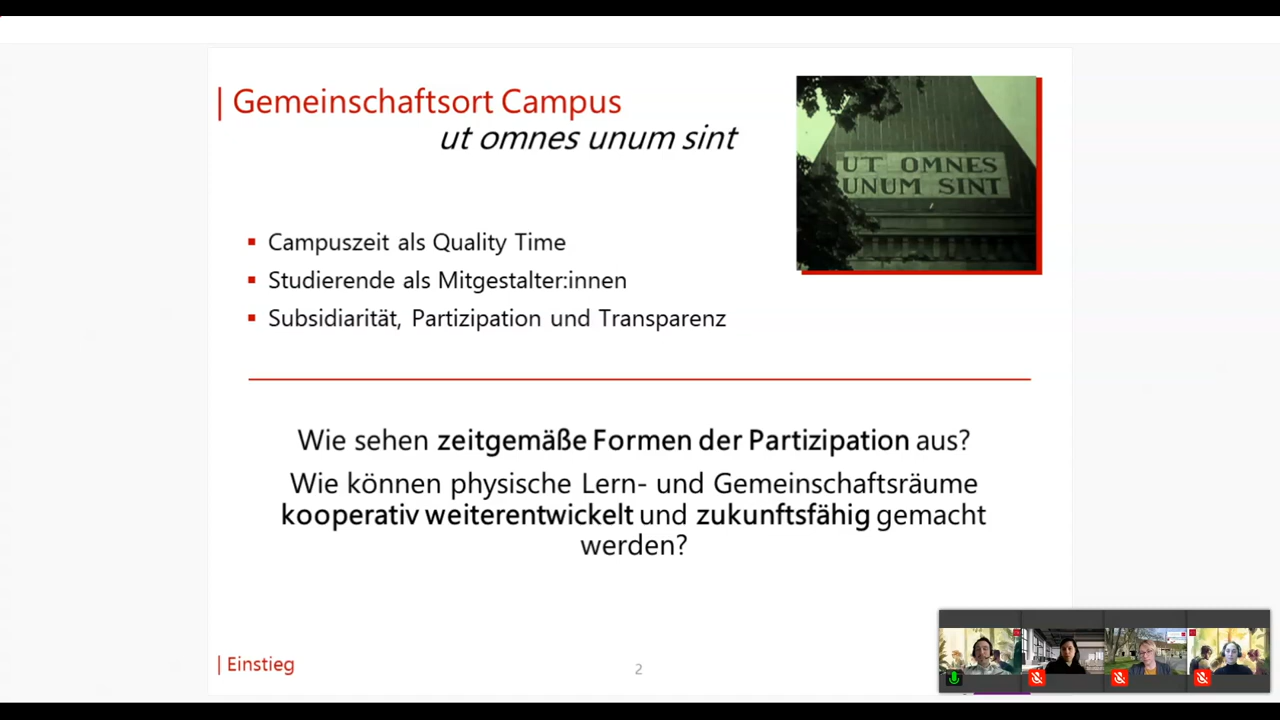 | Gemeinschaftsort Campus
ut omnes unum sint
UT OMNES
UNUM SINT
▪ Campuszeit als Quality Time
▪ Studierende als Mitgestalter:innen
▪ Subsidiarität, Partizipation und Transparenz
Wie sehen zeitgemäße Formen der Partizipation aus?
Wie können physische Lern- und Gemeinschaftsräume
kooperativ weiterentwickelt und zukunftsfähig gemacht
werden?
| Einstieg
2